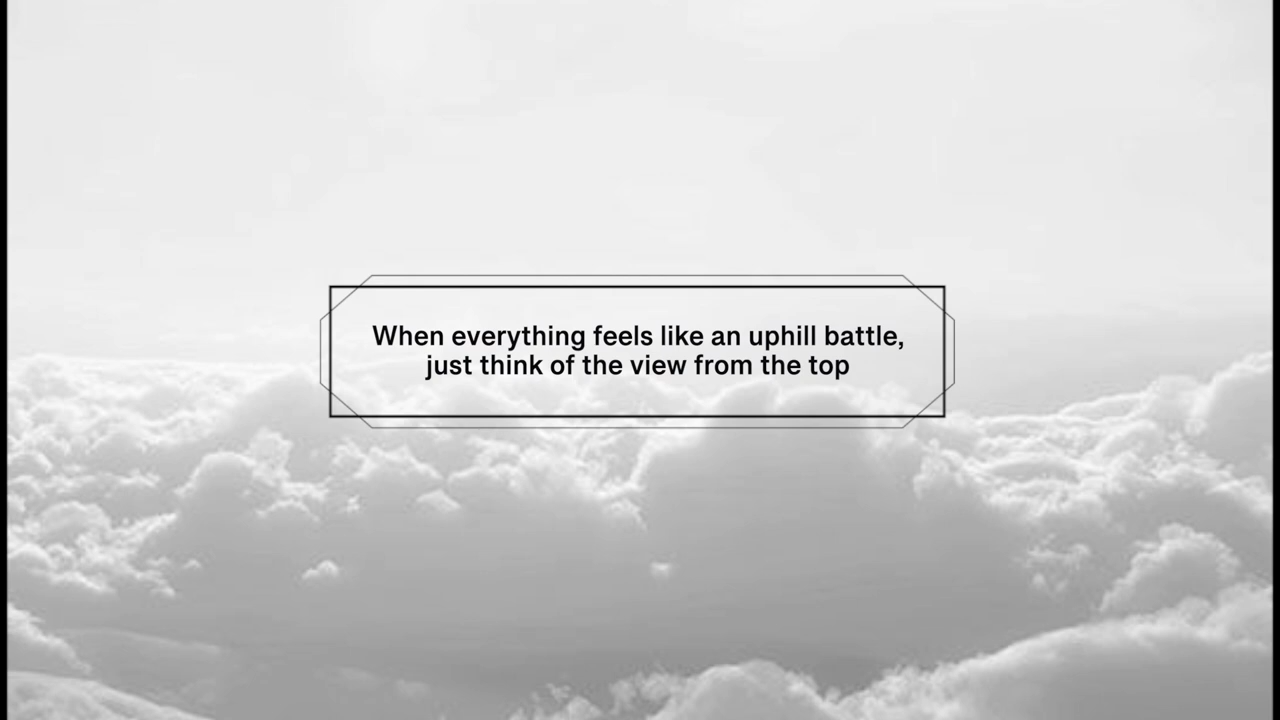 When everything feels like an uphill battle,
just think of the view from the top